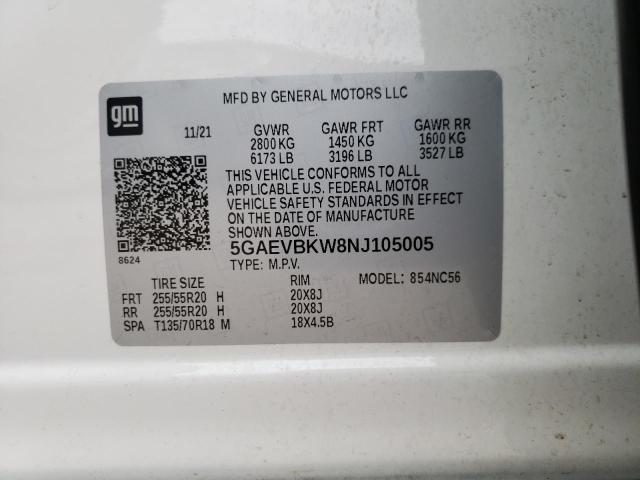 MFD BY GENERAL MOTORS LLC
gm
11/21 GVWR GAWR FRT GAWR RR
2800 KG 1450 KG 1600 KG
6173 LB 3196 LB 3527 LB
THIS VEHICLE CONFORMS TO ALL
APPLICABLE U.S. FEDERAL MOTOR
VEHICLE SAFETY STANDARDS IN EFFECT
ON THE DATE OF MANUFACTURE
SHOWN ABOVE.
8624
5GAEVBKW8NJ105005
TYPE: M.P.V.
TIRE SIZE RIM MODEL: 854NC56
FRT 255/55R20 H 20X8J
RR 255/55R20 H 20X8J
SPA T135/70R18 M 18X4.5B